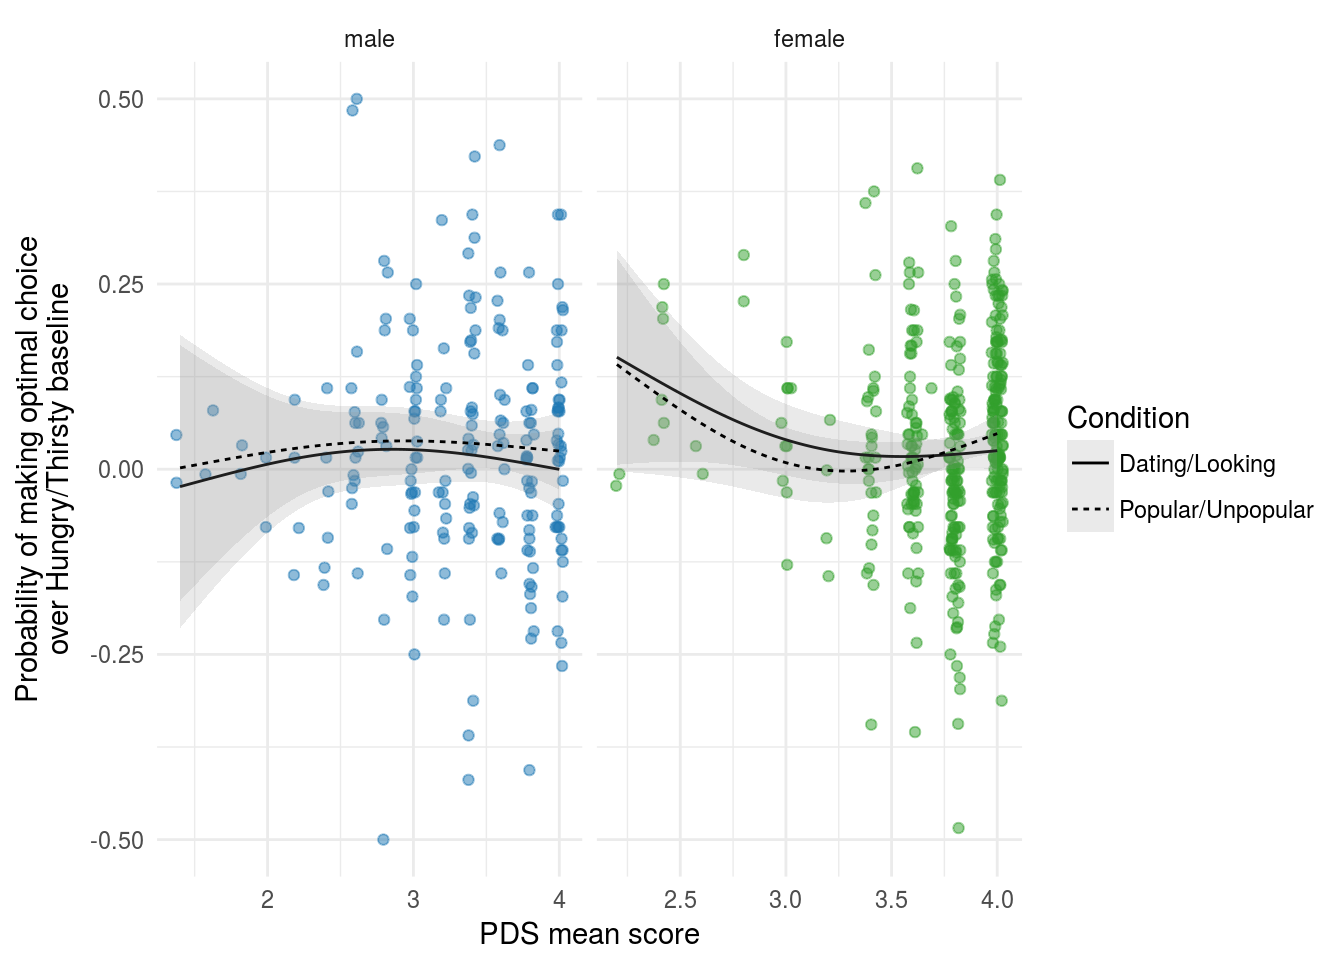 male
female
Probability of making optimal choice
over Hungry/Thirsty baseline
0.50
0.25
0.00
-0.25
-0.50
2
3
4
2.5
3.0
3.5
4.0
PDS mean score
Condition
Dating/Looking
Popular/Unpopular